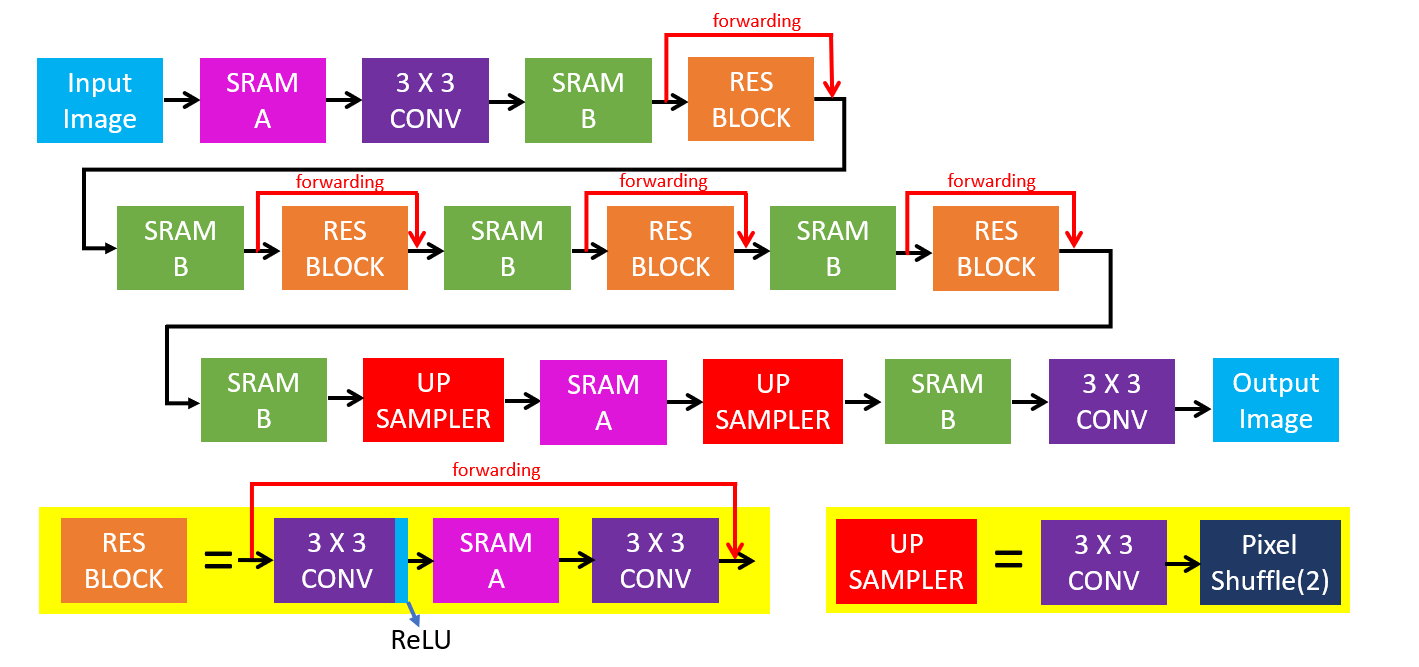 forwarding
Input
Image
SRAM
A
3 X 3
CONV
SRAM
B
RES
BLOCK
forwarding
forwarding
forwarding
SRAM
B
RES
BLOCK
SRAM
B
RES
BLOCK
SRAM
B
RES
BLOCK
SRAM
B
UP
SAMPLER
SRAM
A
UP
SAMPLER
SRAM
B
3 X 3
CONV
Output
Image
forwarding
RES
BLOCK
=
3 X 3
CONV
SRAM
A
3 X 3
CONV
ReLU
UP
SAMPLER
=
3 X 3
CONV
Pixel
Shuffle(2)